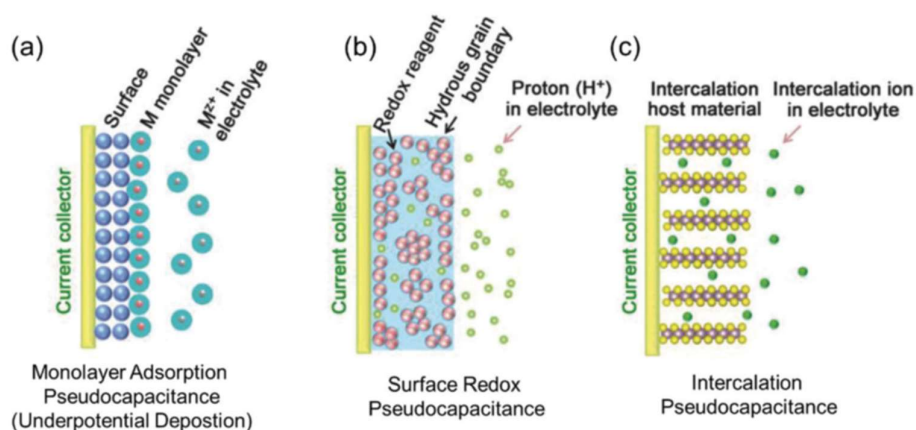 (a)
Surface
M monolayer
M^z+ in
electrolyte
Current collector
Monolayer Adsorption
Pseudocapacitance
(Underpotential Depostion)
(b)
Redox reagent
Hydrous grain
boundary
Proton (H⁺)
in electrolyte
Current collector
Surface Redox
Pseudocapacitance
(c)
Intercalation
host material
Intercalation ion
in electrolyte
Current collector
Intercalation
Pseudocapacitance